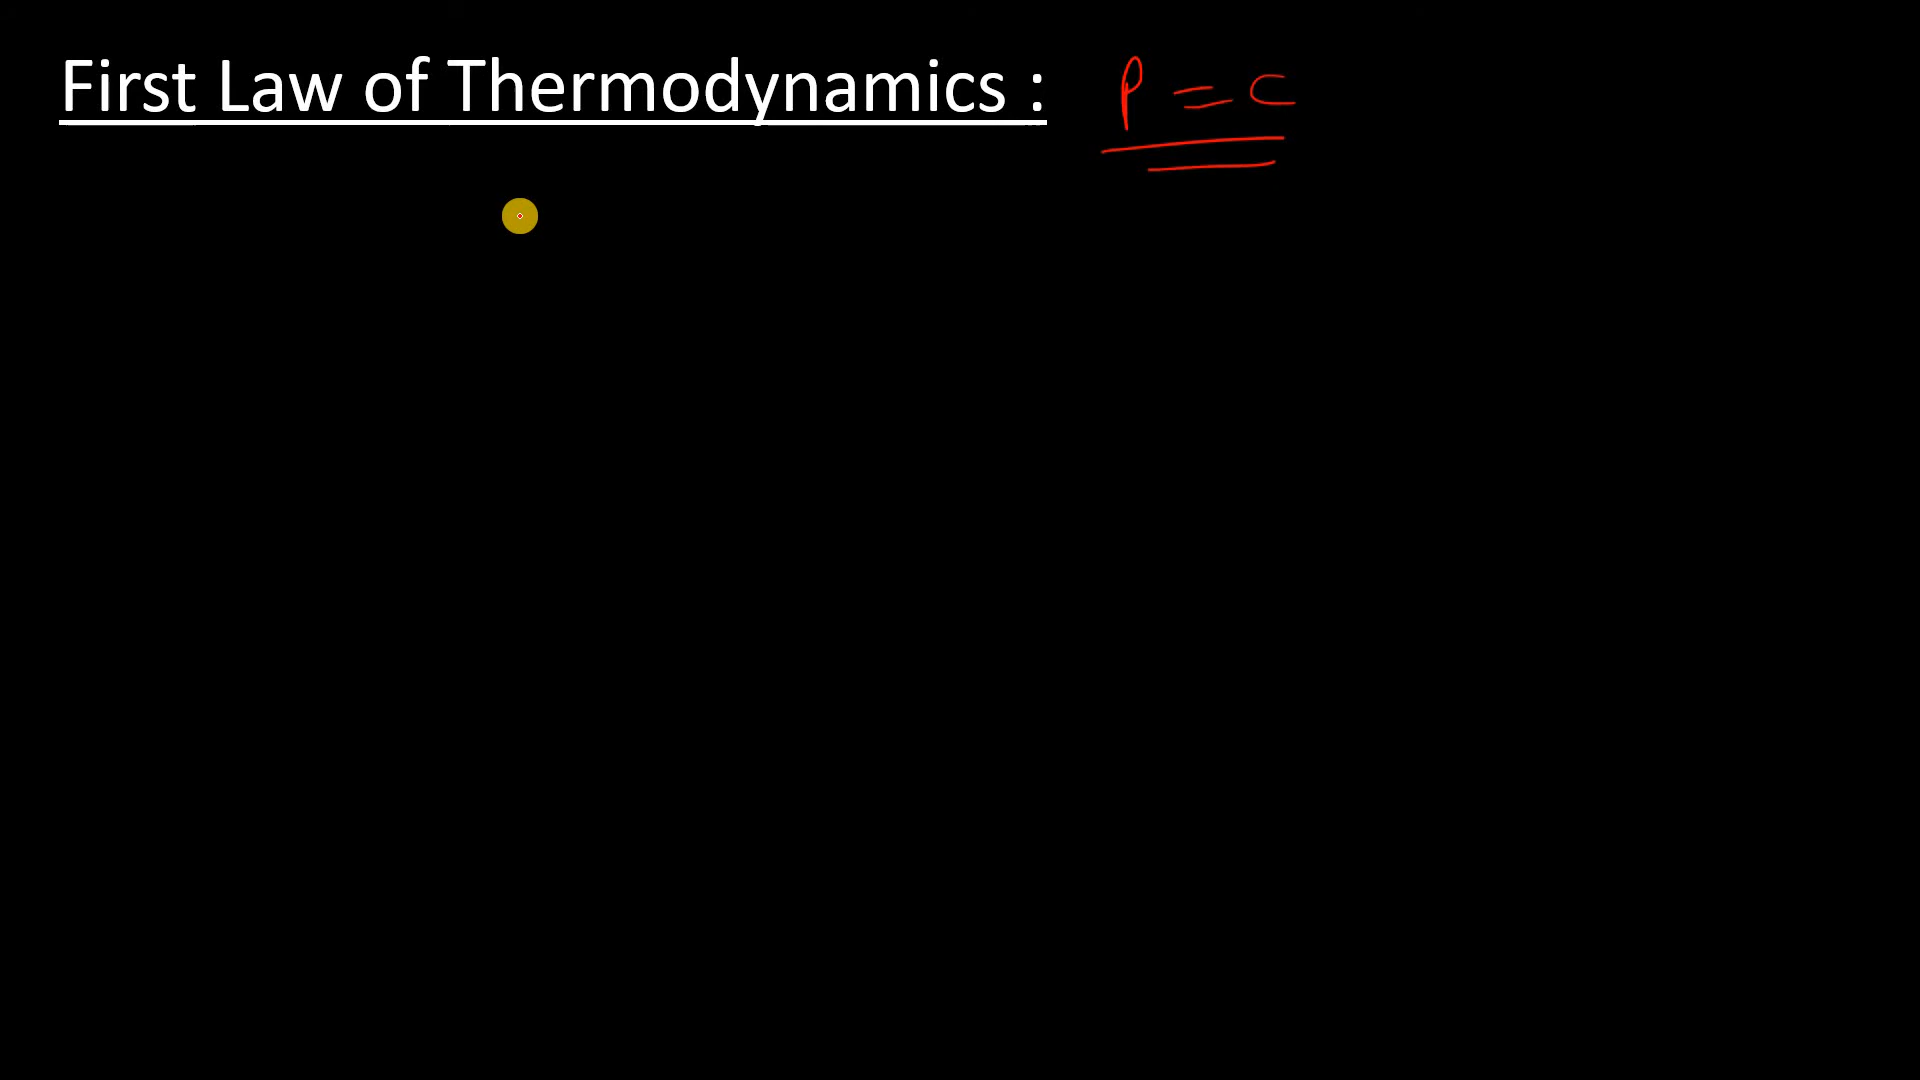 First Law of Thermodynamics : P = C